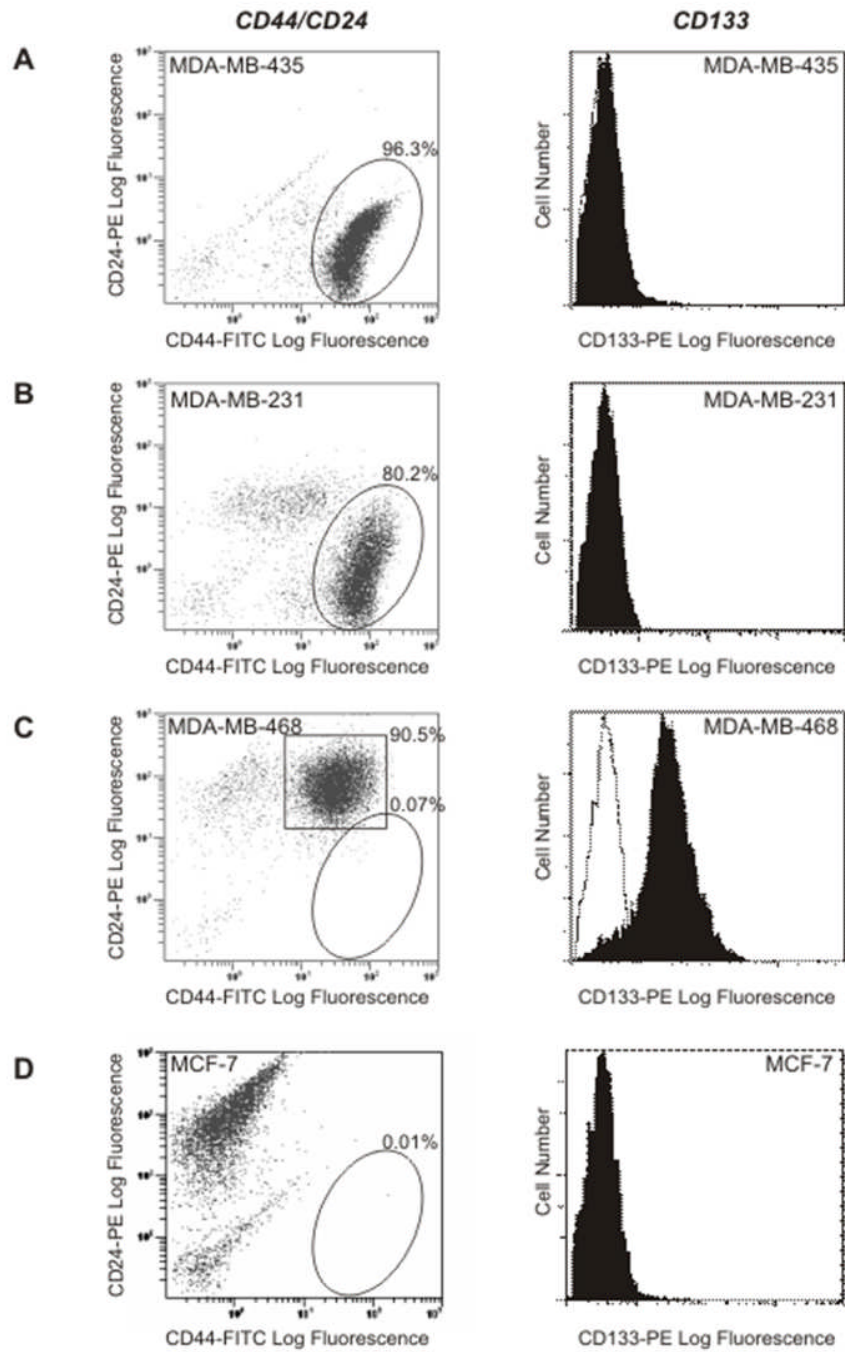 CD44/CD24
CD133
A
MDA-MB-435
96.3%
CD24-PE Log Fluorescence
CD44-FITC Log Fluorescence
MDA-MB-435
Cell Number
CD133-PE Log Fluorescence
B
MDA-MB-231
80.2%
CD24-PE Log Fluorescence
CD44-FITC Log Fluorescence
MDA-MB-231
Cell Number
CD133-PE Log Fluorescence
C
MDA-MB-468
90.5%
0.07%
CD24-PE Log Fluorescence
CD44-FITC Log Fluorescence
MDA-MB-468
Cell Number
CD133-PE Log Fluorescence
D
MCF-7
0.01%
CD24-PE Log Fluorescence
CD44-FITC Log Fluorescence
MCF-7
Cell Number
CD133-PE Log Fluorescence